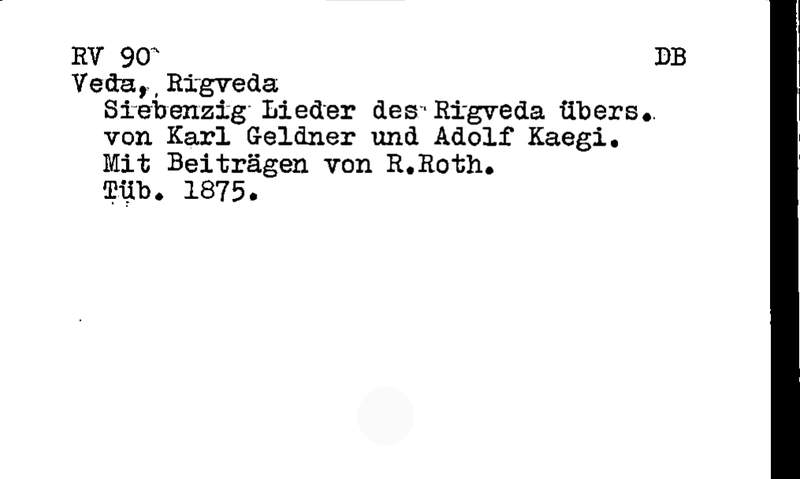 RV 90 DB
Veda, Rigveda
Siebenzig Lieder des Rigveda übers.
von Karl Geldner und Adolf Kaegi.
Mit Beiträgen von R.Roth.
Tüb. 1875.